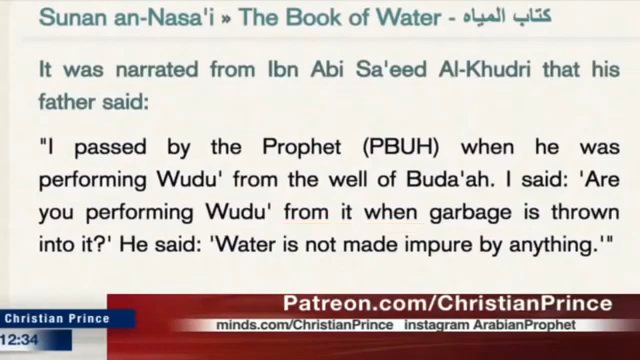 Sunan an-Nasa'i » The Book of Water - كتاب المياه
It was narrated from Ibn Abi Sa'eed Al-Khudri that his
father said:
"I passed by the Prophet (PBUH) when he was
performing Wudu' from the well of Buda'ah. I said: 'Are
you performing Wudu' from it when garbage is thrown
into it?' He said: 'Water is not made impure by anything.'"
Patreon.com/ChristianPrince
Christian Prince
minds.com/ChristianPrince instagram ArabianProphet
12:34